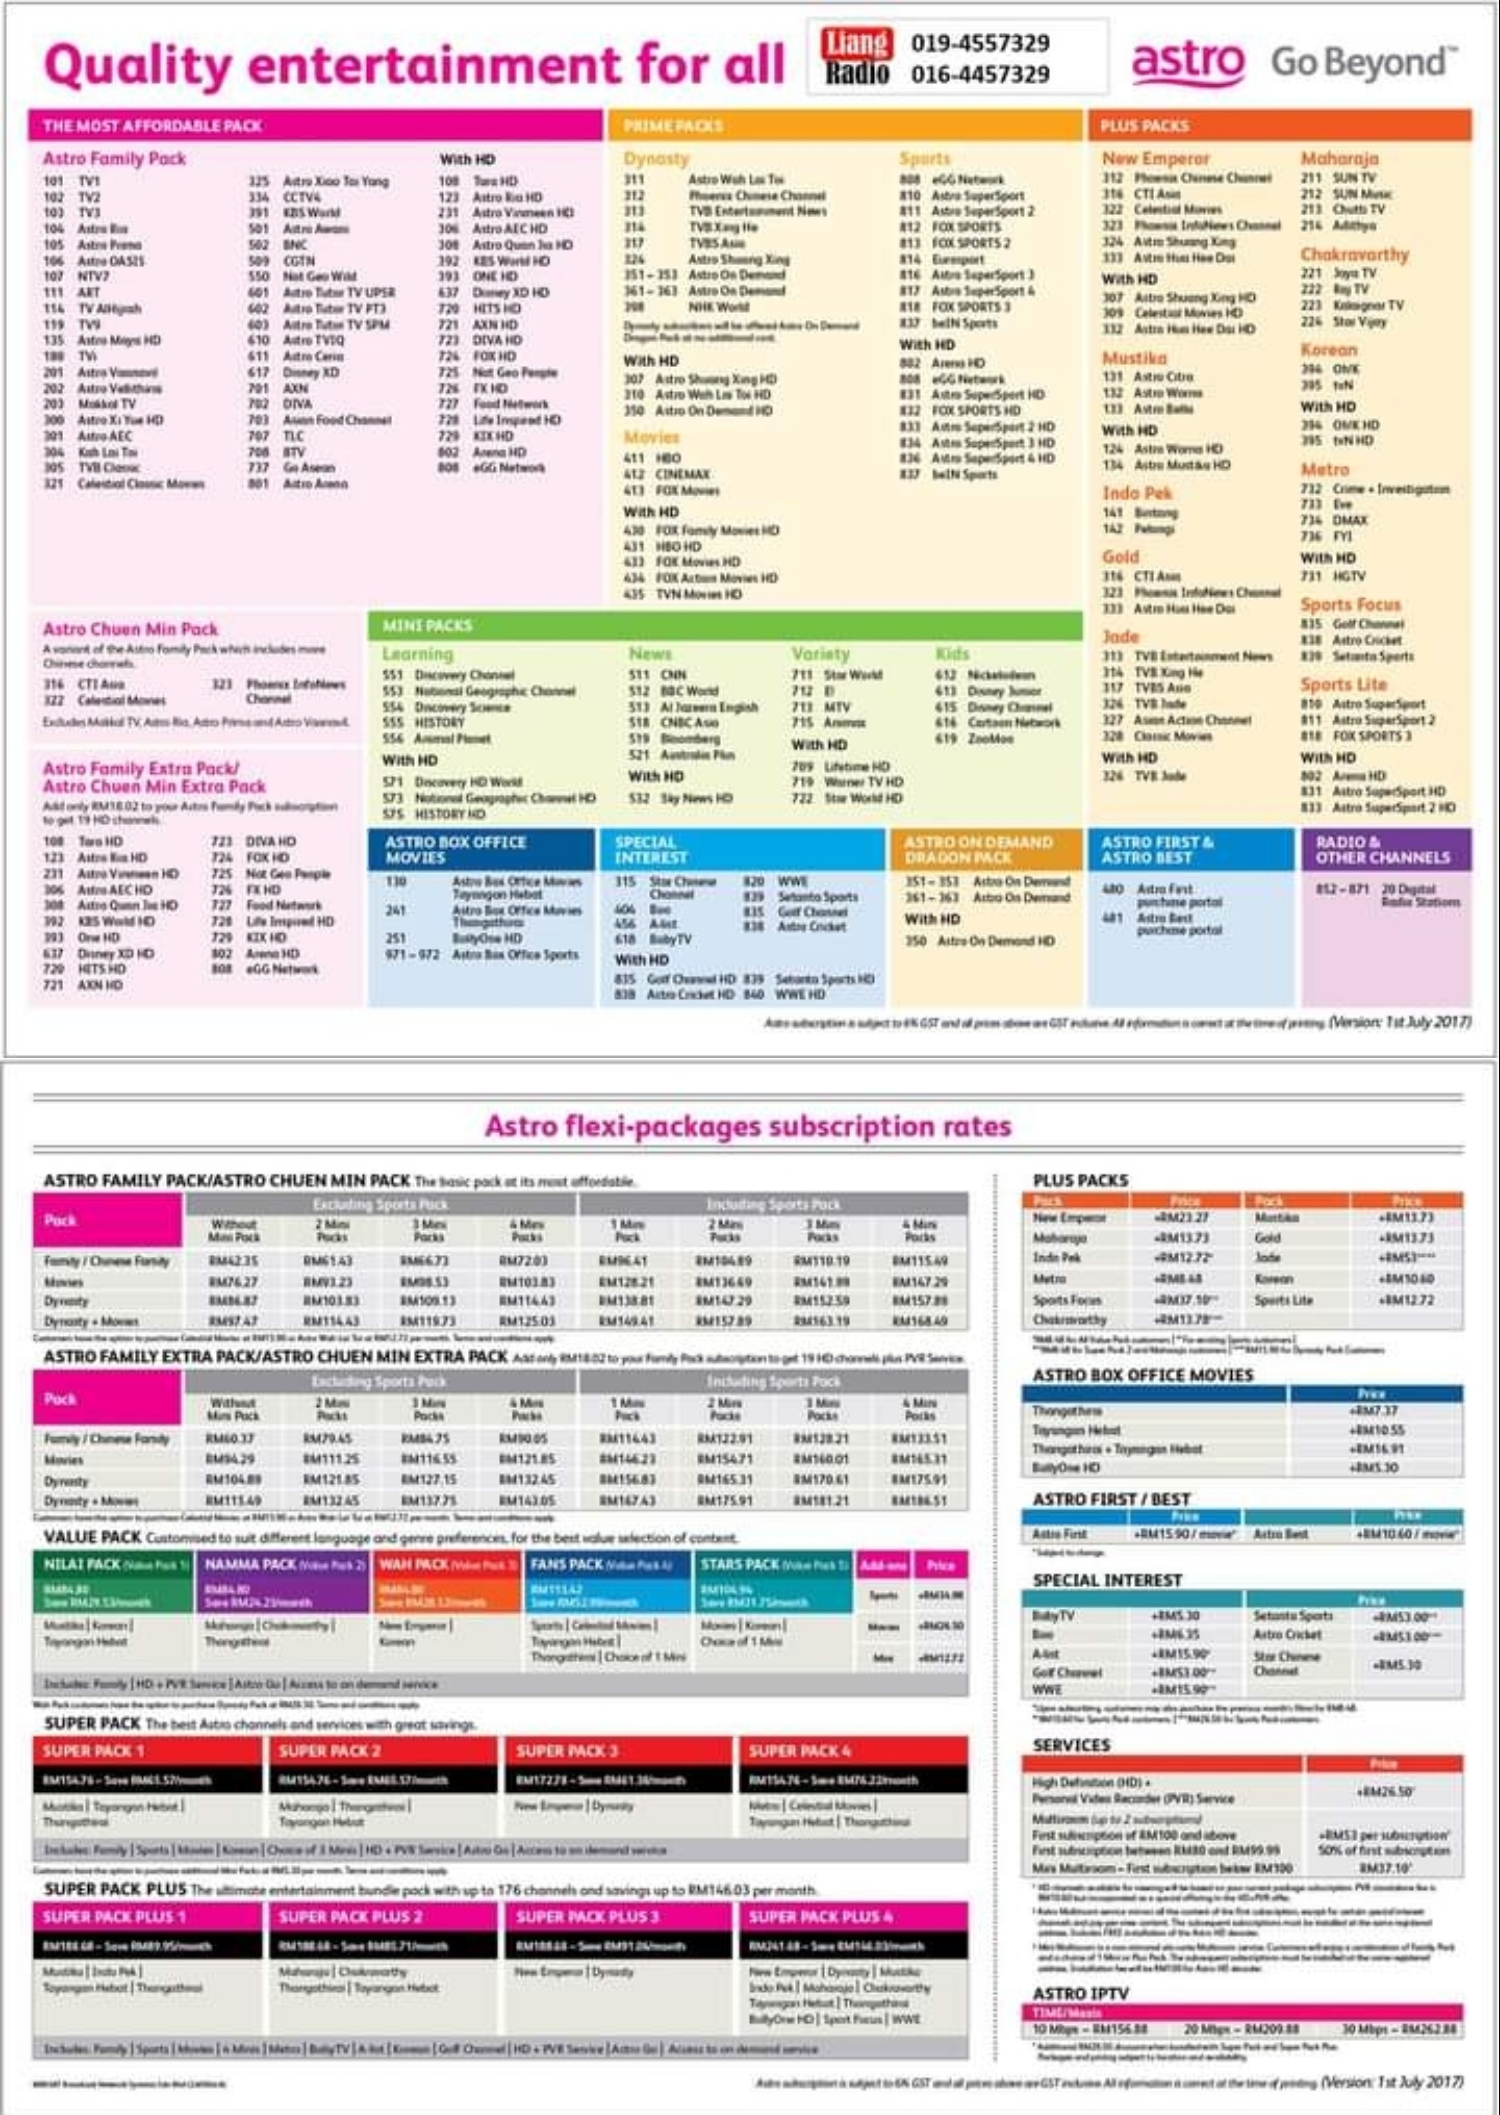 Quality entertainment for all
Liang Radio
019-4557329
016-4457329
astro Go Beyond™
THE MOST AFFORDABLE PACK
Astro Family Pack
101 TV1
102 TV2
103 TV3
104 Astro Ria
105 Astro Prima
106 Astro OASIS
107 NTV7
111 ART
114 TV AlHijrah
119 TV9
135 Astro Maya HD
180 TVi
201 Astro Vaanavil
202 Astro Vellithirai
203 Makkal TV
300 Astro Xi Yue HD
301 Astro AEC
304 Kah Lai Toi
305 TVB Classic
321 Celestial Classic Movies
325 Astro Xiao Tai Yang
334 CCTV4
391 KBS World
501 Astro Awani
502 BNC
509 CGTN
550 Nat Geo Wild
601 Astro Tutor TV UPSR
602 Astro Tutor TV PT3
603 Astro Tutor TV SPM
610 Astro TVIQ
611 Astro Ceria
617 Disney XD
701 AXN
702 DIVA
703 Asian Food Channel
707 TLC
708 8TV
737 Go Asean
801 Astro Arena
With HD
108 Tara HD
123 Astro Ria HD
231 Astro Vinmeen HD
306 Astro AEC HD
308 Astro Quan Jia HD
392 KBS World HD
393 ONE HD
637 Disney XD HD
720 HITS HD
721 AXN HD
723 DIVA HD
724 FOX HD
725 Nat Geo People
726 FX HD
727 Food Network
728 Life Inspired HD
729 KIX HD
802 Arena HD
808 eGG Network
PRIME PACKS
Dynasty
311 Astro Wah Lai Toi
312 Phoenix Chinese Channel
313 TVB Entertainment News
314 TVB Xing He
317 TVBS Asia
324 Astro Shuang Xing
351 – 353 Astro On Demand
361 – 363 Astro On Demand
398 NHK World
Dynasty subscribers will be offered Astro On Demand
Dragon Pack at no additional cost.
With HD
307 Astro Shuang Xing HD
310 Astro Wah Lai Toi HD
350 Astro On Demand HD
Movies
411 HBO
412 CINEMAX
413 FOX Movies
With HD
430 FOX Family Movies HD
431 HBO HD
433 FOX Movies HD
434 FOX Action Movies HD
435 TVN Movies HD
Sports
808 eGG Network
810 Astro SuperSport
811 Astro SuperSport 2
812 FOX SPORTS
813 FOX SPORTS 2
814 Eurosport
816 Astro SuperSport 3
817 Astro SuperSport 4
818 FOX SPORTS 3
837 beIN Sports
With HD
802 Arena HD
808 eGG Network
831 Astro SuperSport HD
832 FOX SPORTS HD
833 Astro SuperSport 2 HD
834 Astro SuperSport 3 HD
836 Astro SuperSport 4 HD
837 beIN Sports
PLUS PACKS
New Emperor
312 Phoenix Chinese Channel
316 CTI Asia
322 Celestial Movies
323 Phoenix InfoNews Channel
324 Astro Shuang Xing
333 Astro Hua Hee Dai
With HD
307 Astro Shuang Xing HD
309 Celestial Movies HD
332 Astro Hua Hee Dai HD
Mustika
131 Astro Citra
132 Astro Warna
133 Astro Bella
With HD
124 Astro Warna HD
134 Astro Mustika HD
Indo Pek
141 Bintang
142 Pelangi
Gold
316 CTI Asia
323 Phoenix InfoNews Channel
333 Astro Hua Hee Dai
Jade
313 TVB Entertainment News
314 TVB Xing He
317 TVBS Asia
326 TVB Jade
327 Asian Action Channel
328 Classic Movies
With HD
326 TVB Jade
Maharaja
211 SUN TV
212 SUN Music
213 Chutti TV
214 Adithya
Chakravarthy
221 Jaya TV
222 Raj TV
223 Kalaignar TV
224 Star Vijay
Korean
394 Oh!K
395 tvN
With HD
394 Oh!K HD
395 tvN HD
Metro
732 Crime + Investigation
733 Eve
734 DMAX
736 FYI
With HD
731 HGTV
Sports Focus
835 Golf Channel
838 Astro Cricket
839 Setanta Sports
Sports Lite
810 Astro SuperSport
811 Astro SuperSport 2
818 FOX SPORTS 3
With HD
802 Arena HD
831 Astro SuperSport HD
833 Astro SuperSport 2 HD
Astro Chuen Min Pack
A variant of the Astro Family Pack which includes more
Chinese channels.
316 CTI Asia
322 Celestial Movies
323 Phoenix InfoNews
Channel
Excludes Makkal TV, Astro Ria, Astro Prima and Astro Vaanavil.
Astro Family Extra Pack/
Astro Chuen Min Extra Pack
Add only RM18.02 to your Astro Family Pack subscription
to get 19 HD channels.
108 Tara HD
123 Astro Ria HD
231 Astro Vinmeen HD
306 Astro AEC HD
308 Astro Quan Jia HD
392 KBS World HD
393 One HD
637 Disney XD HD
720 HITS HD
721 AXN HD
723 DIVA HD
724 FOX HD
725 Nat Geo People
726 FX HD
727 Food Network
728 Life Inspired HD
729 KIX HD
802 Arena HD
808 eGG Network
MINI PACKS
Learning
551 Discovery Channel
553 National Geographic Channel
554 Discovery Science
555 HISTORY
556 Animal Planet
With HD
571 Discovery HD World
573 National Geographic Channel HD
575 HISTORY HD
News
511 CNN
512 BBC World
513 Al Jazeera English
518 CNBC Asia
519 Bloomberg
521 Australia Plus
With HD
532 Sky News HD
Variety
711 Star World
712 E!
713 MTV
715 Animax
With HD
709 Lifetime HD
719 Warner TV HD
722 Star World HD
Kids
612 Nickelodeon
613 Disney Junior
615 Disney Channel
616 Cartoon Network
619 ZooMoo
ASTRO BOX OFFICE
MOVIES
130 Astro Box Office Movies
Tayangan Hebat
241 Astro Box Office Movies
Thangathirai
251 BollyOne HD
971 – 972 Astro Box Office Sports
SPECIAL
INTEREST
315 Star Chinese
Channel
404 Boo
456 A-list
618 BabyTV
820 WWE
839 Setanta Sports
835 Golf Channel
838 Astro Cricket
With HD
835 Golf Channel HD 839 Setanta Sports HD
838 Astro Cricket HD 840 WWE HD
ASTRO ON DEMAND
DRAGON PACK
351 – 353 Astro On Demand
361 – 363 Astro On Demand
With HD
350 Astro On Demand HD
ASTRO FIRST &
ASTRO BEST
480 Astro First
purchase portal
481 Astro Best
purchase portal
RADIO &
OTHER CHANNELS
852 – 871 20 Digital
Radio Stations
Astro subscription is subject to 6% GST and all prices above are GST inclusive. All information is correct at the time of printing. (Version: 1st July 2017)
Astro flexi-packages subscription rates
ASTRO FAMILY PACK/ASTRO CHUEN MIN PACK The basic pack at its most affordable.
Pack Excluding Sports Pack Including Sports Pack
Without Mini Pack 2 Mini Packs 3 Mini Packs 4 Mini Packs 1 Mini Pack 2 Mini Packs 3 Mini Packs 4 Mini Packs
Family / Chinese Family RM42.35 RM61.43 RM66.73 RM72.03 RM96.41 RM104.89 RM110.19 RM115.49
Movies RM76.27 RM93.23 RM98.53 RM103.83 RM128.21 RM136.69 RM141.99 RM147.29
Dynasty RM86.87 RM103.83 RM109.13 RM114.43 RM138.81 RM147.29 RM152.59 RM157.89
Dynasty + Movies RM97.47 RM114.43 RM119.73 RM125.03 RM149.41 RM157.89 RM163.19 RM168.49
Customers have the option to purchase Celestial Movies at RM15.90 or Astro Wah Lai Toi at RM12.72 per month. Terms and conditions apply.
ASTRO FAMILY EXTRA PACK/ASTRO CHUEN MIN EXTRA PACK Add only RM18.02 to your Family Pack subscription to get 19 HD channels plus PVR Service.
Pack Excluding Sports Pack Including Sports Pack
Without Mini Pack 2 Mini Packs 3 Mini Packs 4 Mini Packs 1 Mini Pack 2 Mini Packs 3 Mini Packs 4 Mini Packs
Family / Chinese Family RM60.37 RM79.45 RM84.75 RM90.05 RM114.43 RM122.91 RM128.21 RM133.51
Movies RM94.29 RM111.25 RM116.55 RM121.85 RM146.23 RM154.71 RM160.01 RM165.31
Dynasty RM104.89 RM121.85 RM127.15 RM132.45 RM156.83 RM165.31 RM170.61 RM175.91
Dynasty + Movies RM115.49 RM132.45 RM137.75 RM143.05 RM167.43 RM175.91 RM181.21 RM186.51
VALUE PACK Customised to suit different language and genre preferences, for the best value selection of content.
NILAI PACK (Value Pack 1)
RM84.80
Save RM29.53/month
Mustika | Korean |
Tayangan Hebat
NAMMA PACK (Value Pack 2)
RM84.80
Save RM24.23/month
Maharaja | Chakravarthy |
Thangathirai
WAH PACK (Value Pack 3)
RM84.80
New Emperor |
Korean
FANS PACK (Value Pack 4)
RM113.42
Sports | Celestial Movies |
Tayangan Hebat |
Thangathirai | Choice of 1 Mini
STARS PACK (Value Pack 5)
RM104.94
Save RM31.75/month
Movies | Korean |
Choice of 1 Mini
Add-ons Price
Sports +RM34.98
Movies +RM26.50
Mini +RM12.72
Includes: Family | HD + PVR Service | Astro Go | Access to on demand service
SUPER PACK The best Astro channels and services with great savings.
SUPER PACK 1
RM154.76 – Save RM65.57/month
Mustika | Tayangan Hebat |
Thangathirai
SUPER PACK 2
RM154.76 – Save RM65.57/month
Maharaja | Thangathirai |
Tayangan Hebat
SUPER PACK 3
RM172.78 – Save RM61.38/month
New Emperor | Dynasty
SUPER PACK 4
RM154.76 – Save RM76.22/month
Metro | Celestial Movies |
Tayangan Hebat | Thangathirai
Includes: Family | Sports | Movies | Korean | Choice of 3 Minis | HD + PVR Service | Astro Go | Access to on demand service
Customers have the option to purchase additional Mini Packs at RM5.30 per month. Terms and conditions apply.
SUPER PACK PLUS The ultimate entertainment bundle pack with up to 176 channels and savings up to RM146.03 per month.
SUPER PACK PLUS 1
RM188.68 – Save RM89.95/month
Mustika | Indo Pek |
Tayangan Hebat | Thangathirai
SUPER PACK PLUS 2
RM188.68 – Save RM85.71/month
Maharaja | Chakravarthy
Thangathirai | Tayangan Hebat
SUPER PACK PLUS 3
RM188.68 – Save RM91.04/month
New Emperor | Dynasty
SUPER PACK PLUS 4
RM241.68 – Save RM146.03/month
New Emperor | Dynasty | Mustika
Indo Pek | Maharaja | Chakravarthy
Tayangan Hebat | Thangathirai
BollyOne HD | Sport Focus | WWE
Includes: Family | Sports | Movies | 4 Minis | Metro | BabyTV | A-list | Korean | Golf Channel | HD + PVR Service | Astro Go | Access to on demand service
PLUS PACKS
Pack Price Pack Price
New Emperor +RM23.27 Mustika +RM13.73
Maharaja +RM13.73 Gold +RM13.73
Indo Pek +RM12.72* Jade +RM53****
Metro +RM8.48 Korean +RM10.60
Sports Focus +RM37.10** Sports Lite +RM12.72
Chakravarthy +RM13.78***
ASTRO BOX OFFICE MOVIES
Price
Thangathirai +RM7.37
Tayangan Hebat +RM10.55
Thangathirai + Tayangan Hebat +RM16.91
BollyOne HD +RM5.30
ASTRO FIRST / BEST
Price Price
Astro First +RM15.90 / movie* Astro Best +RM10.60 / movie*
*Subject to change.
SPECIAL INTEREST
Price
BabyTV +RM5.30 Setanta Sports +RM53.00**
Boo +RM6.35 Astro Cricket +RM53.00***
A-list +RM15.90* Star Chinese Channel +RM5.30
Golf Channel +RM53.00**
WWE +RM15.90**
SERVICES
Price
High Definition (HD) +
Personal Video Recorder (PVR) Service +RM26.50
Multiroom (up to 2 subscriptions)
First subscription of RM100 and above +RM53 per subscription
First subscription between RM80 and RM99.99 50% of first subscription
Mini Multiroom – First subscription below RM100 RM37.10
ASTRO IPTV
TIME/Maxis
10 Mbps – RM156.88 20 Mbps – RM209.88 30 Mbps – RM262.88
Astro subscription is subject to 6% GST and all prices above are GST inclusive. All information is correct at the time of printing. (Version: 1st July 2017)